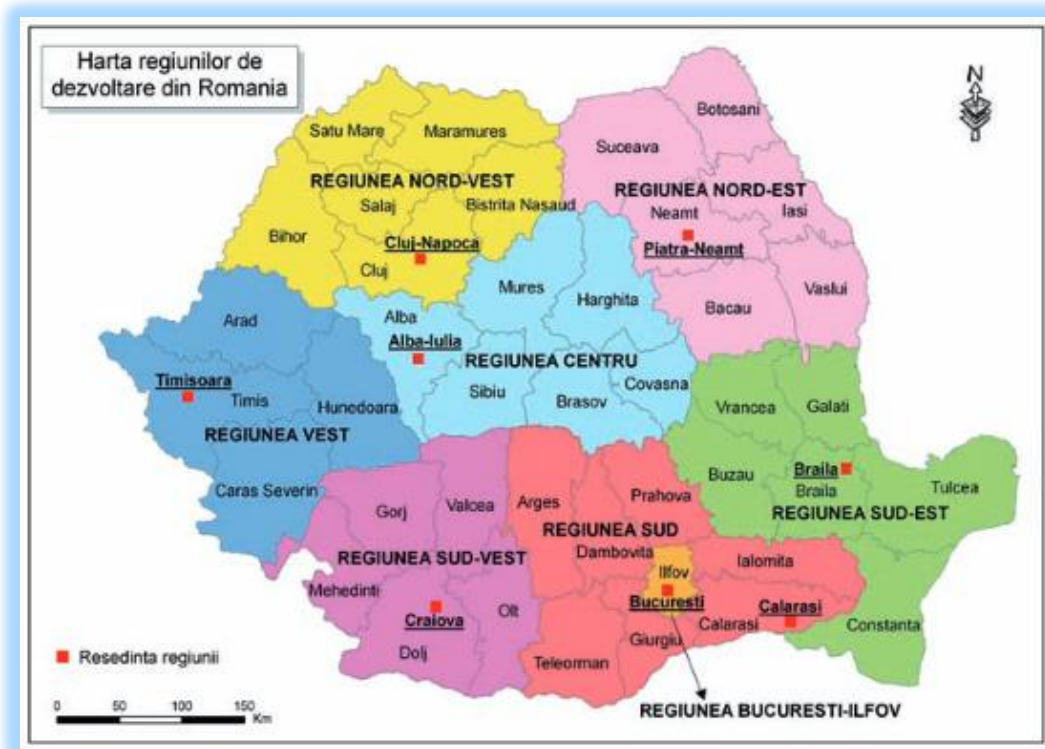 Harta regiunilor de
dezvoltare din Romania
N
Botosani
Satu Mare
Maramures
Suceava
REGIUNEA NORD-VEST
REGIUNEA NORD-EST
Salaj
Bistrita Nasaud
Neamt
Iasi
Bihor
Cluj-Napoca
Piatra-Neamt
Cluj
Mures
Harghita
Vaslui
Bacau
Arad
Alba
Alba-Iulia
REGIUNEA CENTRU
Timisoara
Sibiu
Covasna
Timis
Hunedoara
Brasov
Vrancea
Galati
REGIUNEA VEST
Buzau
Braila
Braila
Tulcea
Caras Severin
Gorj
Valcea
Arges
Prahova
REGIUNEA SUD-EST
REGIUNEA SUD
Dambovita
Ialomita
REGIUNEA SUD-VEST
Ilfov
Mehedinti
Bucuresti
Calarasi
Craiova
Olt
Giurgiu
Calarasi
Constanta
Dolj
Teleorman
Resedinta regiunii
0 50 100 150
Km
REGIUNEA BUCURESTI-ILFOV